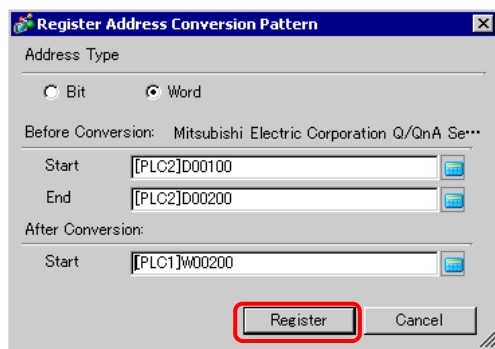 Register Address Conversion Pattern
Address Type
Bit Word
Before Conversion: Mitsubishi Electric Corporation Q/QnA Se···
Start [PLC2]D00100
End [PLC2]D00200
After Conversion:
Start [PLC1]W00200
Register Cancel